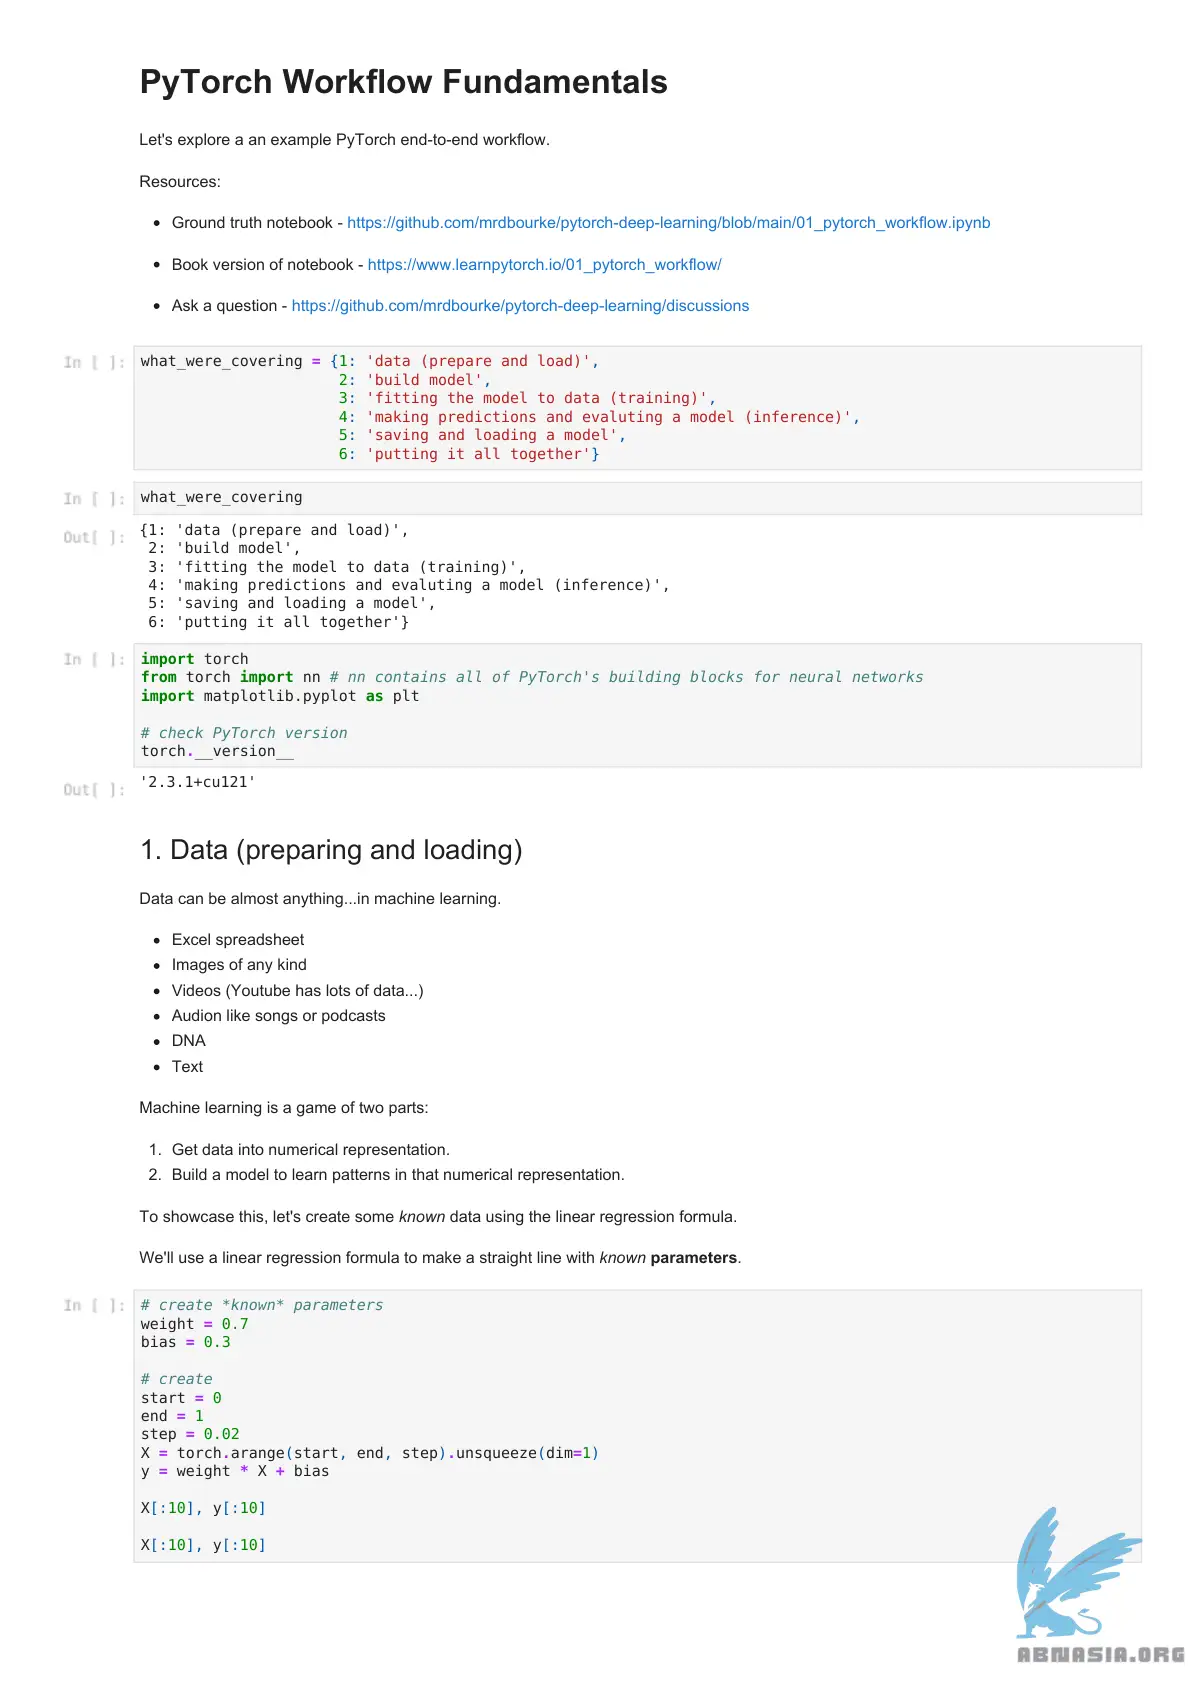 PyTorch Workflow Fundamentals
Let's explore a an example PyTorch end-to-end workflow.
Resources:
• Ground truth notebook - https://github.com/mrdbourke/pytorch-deep-learning/blob/main/01_pytorch_workflow.ipynb
• Book version of notebook - https://www.learnpytorch.io/01_pytorch_workflow/
• Ask a question - https://github.com/mrdbourke/pytorch-deep-learning/discussions
In [ ]: what_were_covering = {1: 'data (prepare and load)',
2: 'build model',
3: 'fitting the model to data (training)',
4: 'making predictions and evaluting a model (inference)',
5: 'saving and loading a model',
6: 'putting it all together'}
In [ ]: what_were_covering
Out[ ]: {1: 'data (prepare and load)',
2: 'build model',
3: 'fitting the model to data (training)',
4: 'making predictions and evaluting a model (inference)',
5: 'saving and loading a model',
6: 'putting it all together'}
In [ ]: import torch
from torch import nn # nn contains all of PyTorch's building blocks for neural networks
import matplotlib.pyplot as plt
# check PyTorch version
torch.__version__
Out[ ]: '2.3.1+cu121'
1. Data (preparing and loading)
Data can be almost anything...in machine learning.
• Excel spreadsheet
• Images of any kind
• Videos (Youtube has lots of data...)
• Audion like songs or podcasts
• DNA
• Text
Machine learning is a game of two parts:
1. Get data into numerical representation.
2. Build a model to learn patterns in that numerical representation.
To showcase this, let's create some known data using the linear regression formula.
We'll use a linear regression formula to make a straight line with known parameters.
In [ ]: # create *known* parameters
weight = 0.7
bias = 0.3
# create
start = 0
end = 1
step = 0.02
X = torch.arange(start, end, step).unsqueeze(dim=1)
y = weight * X + bias
X[:10], y[:10]
X[:10], y[:10]
ABNASIA.ORG